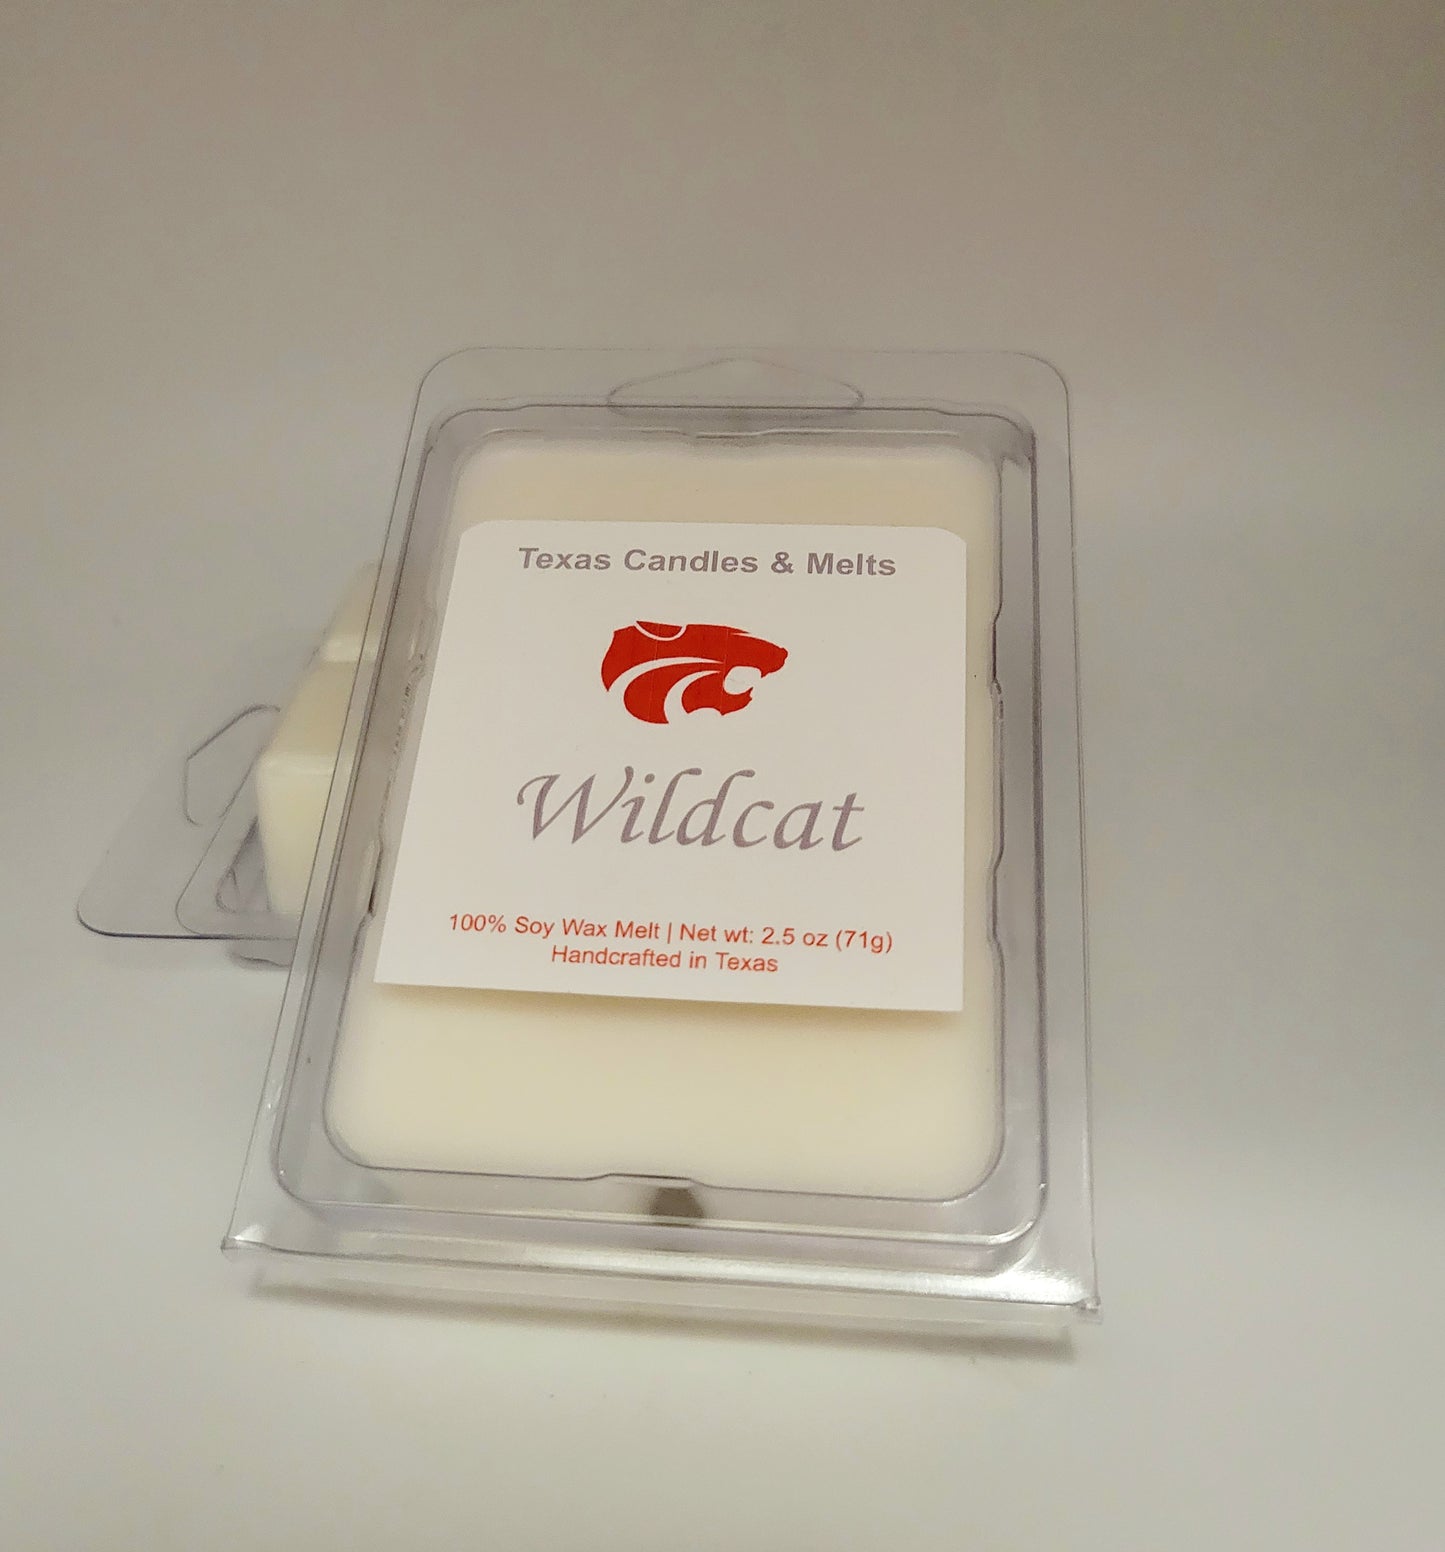 Texas Candles & Melts
Wildcat
100% Soy Wax Melt | Net wt: 2.5 oz (71g)
Handcrafted in Texas